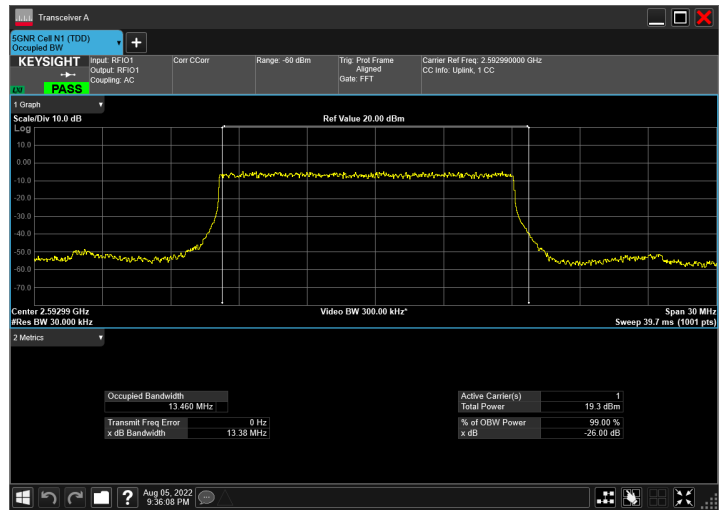 Transceiver A
5GNR Cell N1 (TDD)
Occupied BW
KEYSIGHT
LXI
PASS
Input: RFIO1
Output: RFIO1
Coupling: AC
Corr CCorr
Range: -60 dBm
Trig: Prot Frame
Aligned
Gate: FFT
Carrier Ref Freq: 2.592990000 GHz
CC Info: Uplink, 1 CC
1 Graph
Scale/Div 10.0 dB
Ref Value 20.00 dBm
Log
10.0
0.00
-10.0
-20.0
-30.0
-40.0
-50.0
-60.0
-70.0
Center 2.59299 GHz
Video BW 300.00 kHz*
Span 30 MHz
#Res BW 30.000 kHz
Sweep 39.7 ms (1001 pts)
2 Metrics
Occupied Bandwidth
13.460 MHz
Transmit Freq Error 0 Hz
x dB Bandwidth 13.38 MHz
Active Carrier(s) 1
Total Power 19.3 dBm
% of OBW Power 99.00 %
x dB -26.00 dB
Aug 05, 2022
9:36:08 PM